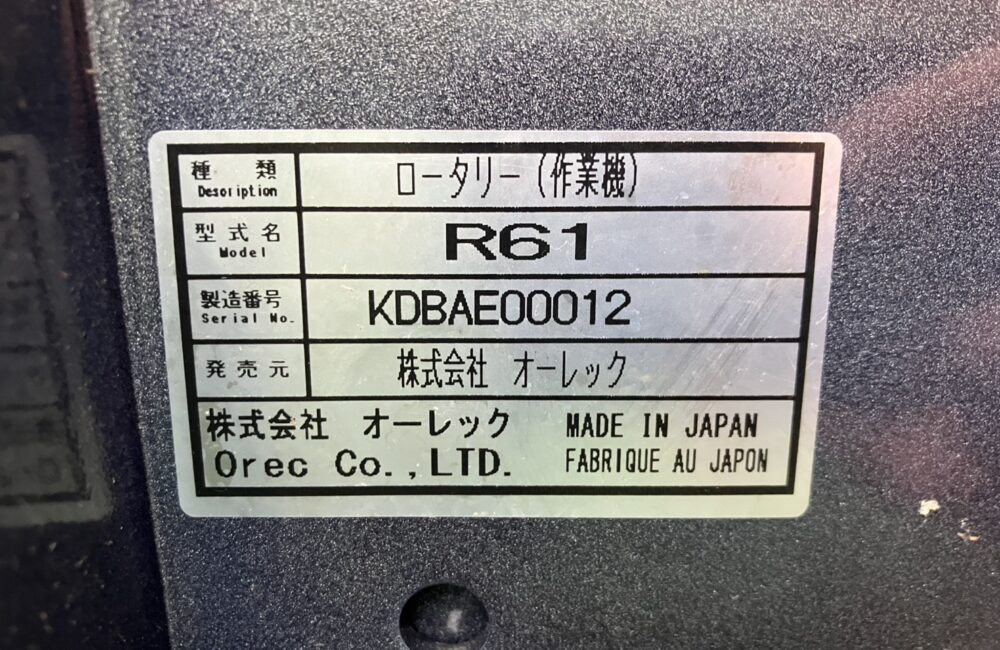 種類 ロータリー(作業機)
Description
型式名 R61
Model
製造番号 KDBAE00012
Serial No.
発売元 株式会社 オーレック
株式会社 オーレック MADE IN JAPAN
Orec Co.,LTD. FABRIQUE AU JAPON